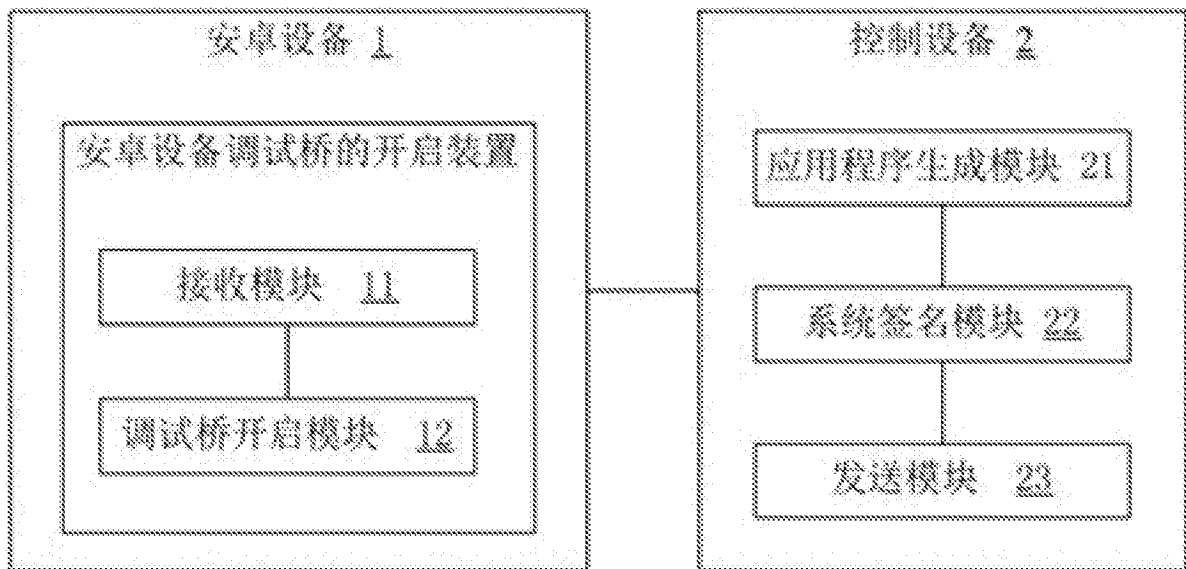 安卓设备 1
安卓设备调试桥的开启装置
接收模块 11
调试桥开启模块 12
控制设备 2
应用程序生成模块 21
系统签名模块 22
发送模块 23